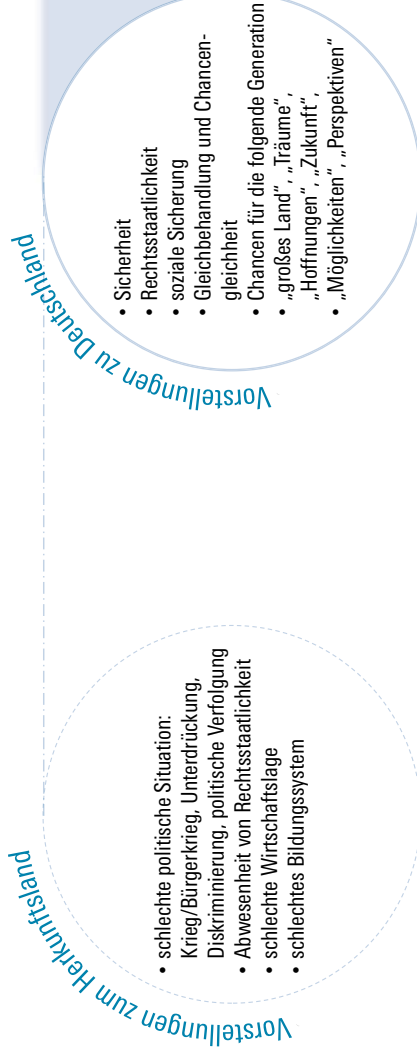 Vorstellungen zum Herkunftsland
• schlechte politische Situation:
Krieg/Bürgerkrieg, Unterdrückung,
Diskriminierung, politische Verfolgung
• Abwesenheit von Rechtsstaatlichkeit
• schlechte Wirtschaftslage
• schlechtes Bildungssystem
Vorstellungen zu Deutschland
• Sicherheit
• Rechtsstaatlichkeit
• soziale Sicherung
• Gleichbehandlung und Chancen-
gleichheit
• Chancen für die folgende Generation
• „großes Land“, „Träume“,
„Hoffnungen“, „Zukunft“,
• „Möglichkeiten“, „Perspektiven“